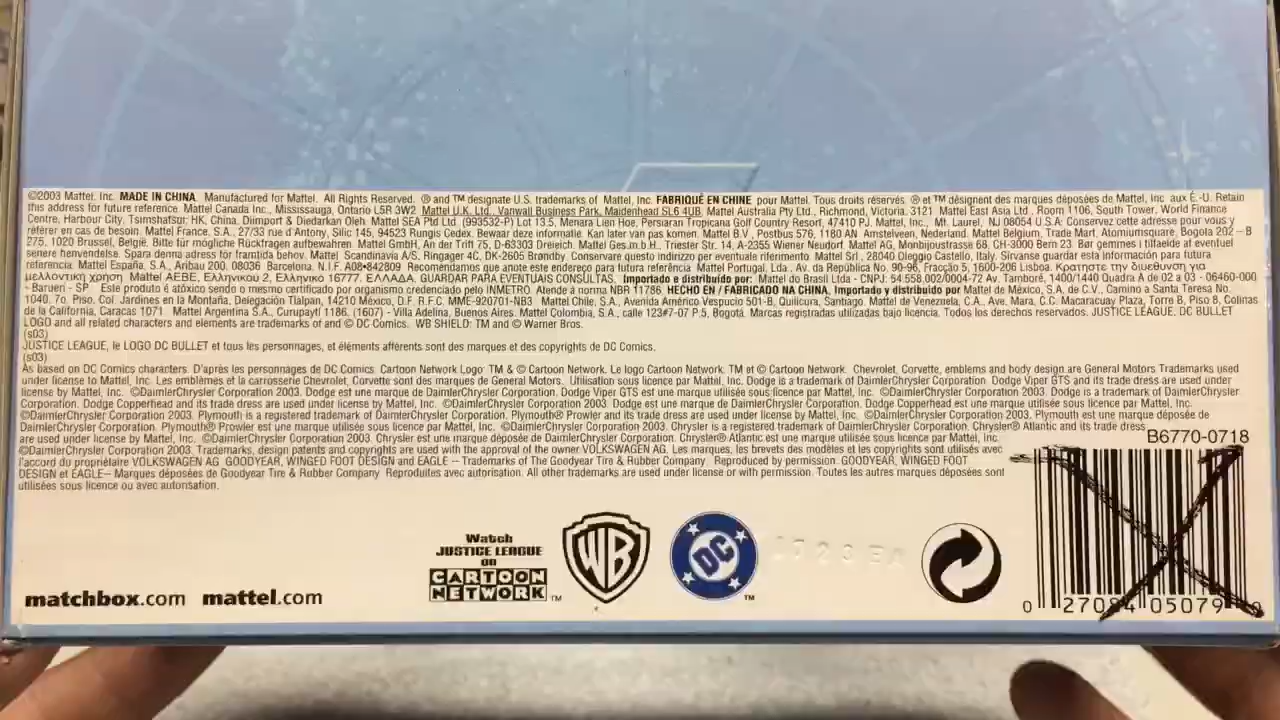 ©2003 Mattel, Inc. MADE IN CHINA. Manufactured for Mattel. All Rights Reserved. ® and ™ designate U.S. trademarks of Mattel, Inc. FABRIQUÉ EN CHINE pour Mattel. Tous droits réservés. ® et ™ désignent des marques déposées de Mattel, Inc. aux É.-U. Retain
this address for future reference. Mattel Canada Inc., Mississauga, Ontario L5R 3W2. Mattel U.K. Ltd., Vanwall Business Park, Maidenhead SL6 4UB. Mattel Australia Pty Ltd., Richmond, Victoria. 3121. Mattel East Asia Ltd., Room 1106, South Tower, World Finance
Centre, Harbour City, Tsimshatsui, HK, China. Diimport & Diedarkan Oleh: Mattel SEA Ptd Ltd. (993532-P) Lot 13.5, Menara Lien Hoe, Persiaran Tropicana Golf Country Resort, 47410 PJ. Mattel, Inc., Mt. Laurel, NJ 08054 U.S.A. Conservez cette adresse pour vous y
référer en cas de besoin. Mattel France, S.A., 27/33 rue d'Antony, Silic 145, 94523 Rungis Cedex. Bewaar deze informatie. Kan later van pas komen. Mattel B.V., Postbus 576, 1180 AN Amstelveen, Nederland. Mattel Belgium, Trade Mart, Atomiumsquare, Bogota 202 - B
275, 1020 Brussel, België. Bitte für mögliche Rückfragen aufbewahren. Mattel GmbH, An der Trift 75, D-63303 Dreieich. Mattel Ges.m.b.H., Triester Str. 14, A-2355 Wiener Neudorf. Mattel AG, Monbijoustrasse 68, CH-3000 Bern 23. Bør gemmes i tilfælde af eventuel
senere henvendelse. Spara denna adress för framtida behov. Mattel Scandinavia A/S, Ringager 4C, DK-2605 Brøndby. Conservare questo indirizzo per eventuale riferimento. Mattel Srl., 28040 Oleggio Castello, Italy. Sírvanse guardar esta información para futura
referencia. Mattel España, S.A., Aribau 200. 08036 Barcelona. N.I.F. A08•842809. Recomendamos que anote este endereço para futura referência. Mattel Portugal, Lda., Av. da República No. 90-96, Fracção 5, 1600-206 Lisboa. Κρατηστε την διευθυνση για
μελλοντική χρηση. Mattel AEBE, Ελληνικου 2, Ελληνικο 16777. ΕΛΛΑΔΑ. GUARDAR PARA EVENTUAIS CONSULTAS. Importado e distribuído por: Mattel do Brasil Ltda - CNPJ: 54.558.002/0004-72 Av. Tamboré, 1400/1440 Quadra A de 02 a 03 - 06460-000
- Barueri - SP. Este produto é atóxico sendo o mesmo certificado por organismo credenciado pelo INMETRO. Atende à norma NBR 11786. HECHO EN / FABRICADO NA CHINA. Importado y distribuido por Mattel de México, S.A. de C.V., Camino a Santa Teresa No.
1040, 7o. Piso, Col. Jardines en la Montaña, Delegación Tlalpan, 14210 México, D.F. R.F.C. MME-920701-NB3. Mattel Chile, S.A., Avenida Américo Vespucio 501-B, Quilicura, Santiago. Mattel de Venezuela, C.A., Ave. Mara, C.C. Macaracuay Plaza, Torre B, Piso 8, Colinas
de la California, Caracas 1071. Mattel Argentina S.A., Curupaytí 1186, (1607) - Villa Adelina, Buenos Aires. Mattel Colombia, S.A., calle 123#7-07 P.5, Bogotá. Marcas registradas utilizadas bajo licencia. Todos los derechos reservados. JUSTICE LEAGUE, DC BULLET
LOGO and all related characters and elements are trademarks of and © DC Comics. WB SHIELD: TM and © Warner Bros.
(s03)
JUSTICE LEAGUE, le LOGO DC BULLET et tous les personnages, et éléments afférents sont des marques et des copyrights de DC Comics.
(s03)
As based on DC Comics characters. D'après les personnages de DC Comics. Cartoon Network Logo ™ & © Cartoon Network. Le logo Cartoon Network. TM et © Cartoon Network. Chevrolet, Corvette, emblems and body design are General Motors Trademarks used
under license to Mattel, Inc. Les emblèmes et la carrosserie Chevrolet, Corvette sont des marques de General Motors. Utilisation sous licence par Mattel, Inc. Dodge is a trademark of DaimlerChrysler Corporation. Dodge Viper GTS and its trade dress are used under
license by Mattel, Inc. ©DaimlerChrysler Corporation 2003. Dodge est une marque de DaimlerChrysler Corporation. Dodge Viper GTS est une marque utilisée sous licence par Mattel, Inc. ©DaimlerChrysler Corporation 2003. Dodge is a trademark of DaimlerChrysler
Corporation. Dodge Copperhead and its trade dress are used under license by Mattel, Inc. ©DaimlerChrysler Corporation 2003. Dodge est une marque de DaimlerChrysler Corporation. Dodge Copperhead est une marque utilisée sous licence par Mattel, Inc.
©DaimlerChrysler Corporation 2003. Plymouth is a registered trademark of DaimlerChrysler Corporation. Plymouth® Prowler and its trade dress are used under license by Mattel, Inc. ©DaimlerChrysler Corporation 2003. Plymouth est une marque déposée de
DaimlerChrysler Corporation. Plymouth® Prowler est une marque utilisée sous licence par Mattel, Inc. ©DaimlerChrysler Corporation 2003. Chrysler is a registered trademark of DaimlerChrysler Corporation. Chrysler® Atlantic and its trade dress
are used under license by Mattel, Inc. ©DaimlerChrysler Corporation 2003. Chrysler est une marque déposée de DaimlerChrysler Corporation. Chrysler® Atlantic est une marque utilisée sous licence par Mattel, Inc.
©DaimlerChrysler Corporation 2003. Trademarks, design patents and copyrights are used with the approval of the owner VOLKSWAGEN AG. Les marques, les brevets des modèles et les copyrights sont utilisés avec
l'accord du propriétaire VOLKSWAGEN AG. GOODYEAR, WINGED FOOT DESIGN and EAGLE – Trademarks of The Goodyear Tire & Rubber Company. Reproduced by permission. GOODYEAR, WINGED FOOT
DESIGN et EAGLE– Marques déposées de Goodyear Tire & Rubber Company. Reproduites avec autorisation. All other trademarks are used under license or with permission. Toutes les autres marques déposées sont
utilisées sous licence ou avec autorisation.
B6770-0718
Watch
JUSTICE LEAGUE
on
CARTOON
NETWORK ™
WB
DC ™
1023 EA
matchbox.com mattel.com
0 27084 05079 0